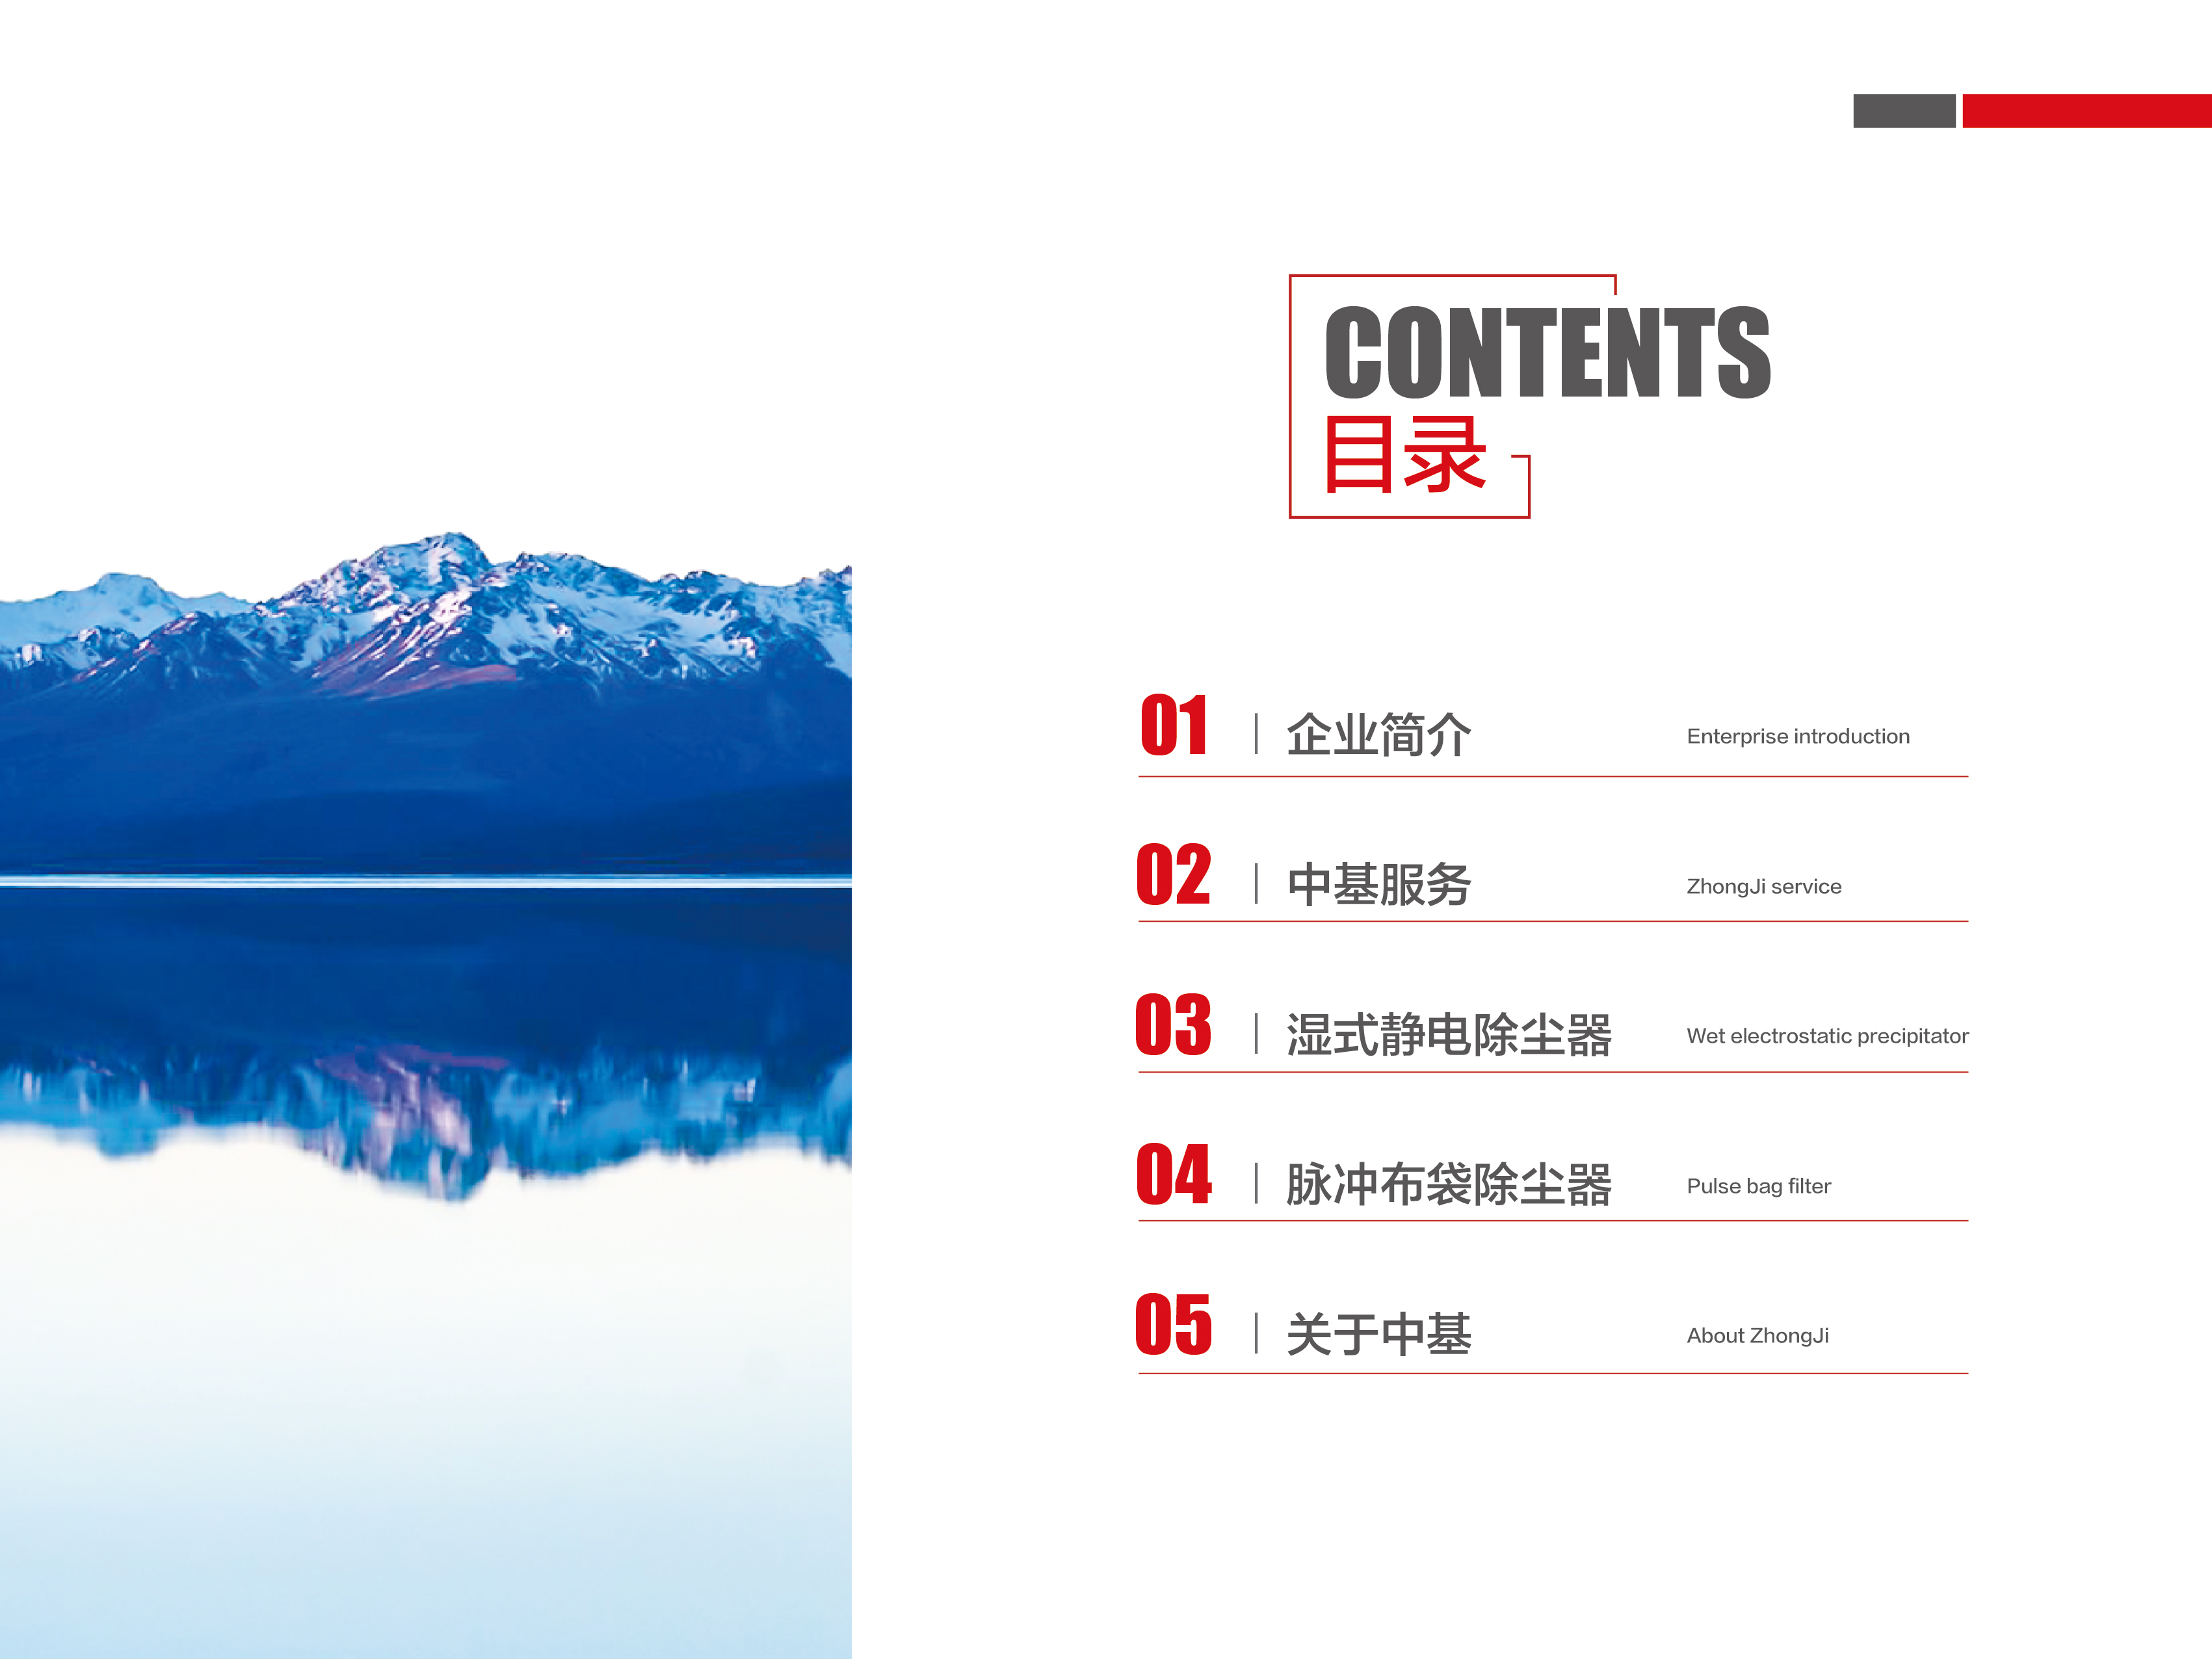 CONTENTS
目录
01 企业简介 Enterprise introduction
02 中基服务 ZhongJi service
03 湿式静电除尘器 Wet electrostatic precipitator
04 脉冲布袋除尘器 Pulse bag filter
05 关于中基 About ZhongJi